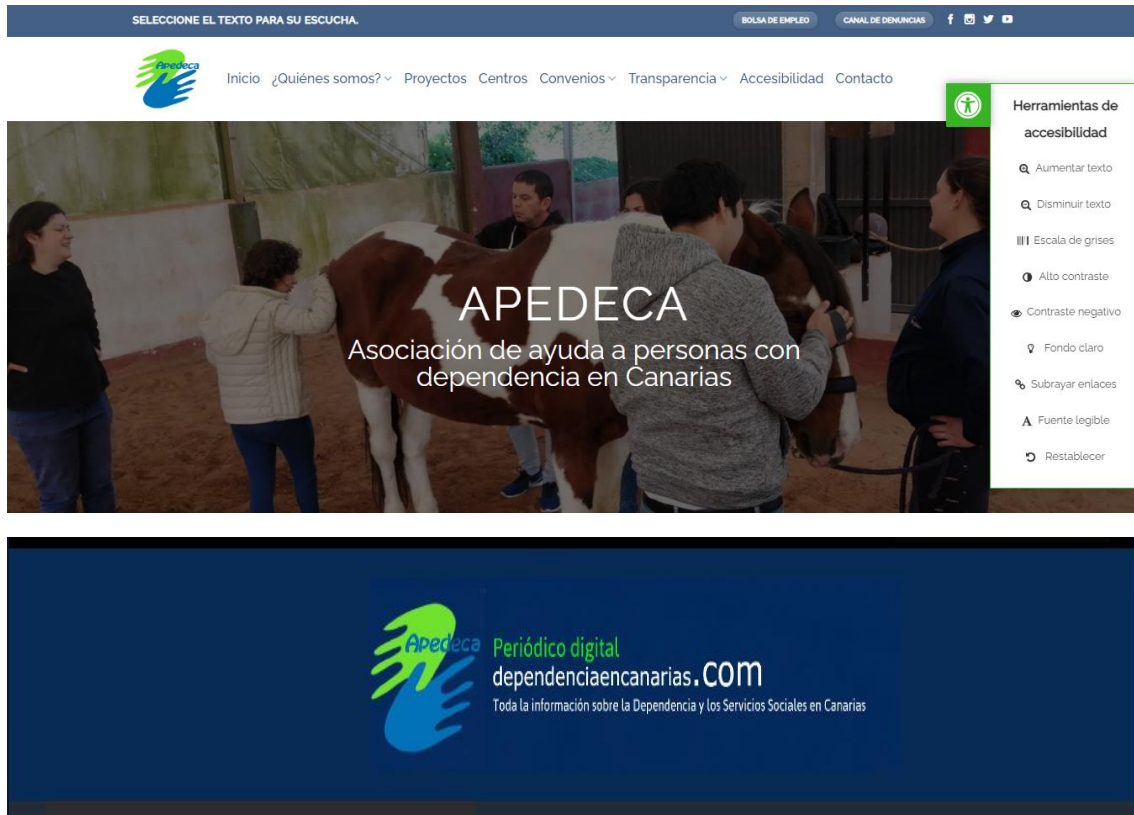 SELECCIONE EL TEXTO PARA SU ESCUCHA.
BOLSA DE EMPLEO
CANAL DE DENUNCIAS
Apedeca
Inicio ¿Quiénes somos? Proyectos Centros Convenios Transparencia Accesibilidad Contacto
Herramientas de
accesibilidad
Aumentar texto
Disminuir texto
Escala de grises
Alto contraste
Contraste negativo
Fondo claro
Subrayar enlaces
Fuente legible
Restablecer
APEDECA
Asociación de ayuda a personas con
dependencia en Canarias
Apedeca
Periódico digital
dependenciaencanarias.com
Toda la información sobre la Dependencia y los Servicios Sociales en Canarias